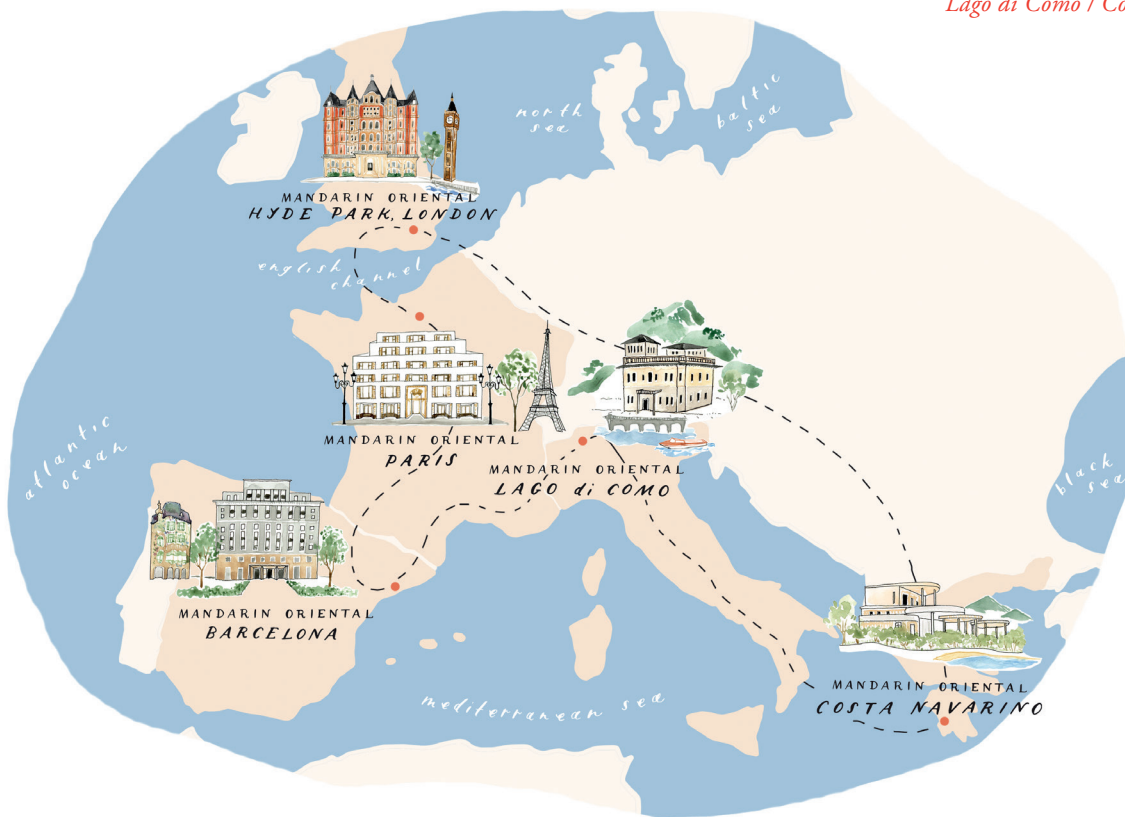 Lago di Como / Co
north
sea
baltic
sea
MANDARIN ORIENTAL
HYDE PARK, LONDON
english
channel
MANDARIN ORIENTAL
PARIS
MANDARIN ORIENTAL
LAGO di COMO
atlantic
ocean
black
sea
MANDARIN ORIENTAL
BARCELONA
mediterranean sea
MANDARIN ORIENTAL
COSTA NAVARINO